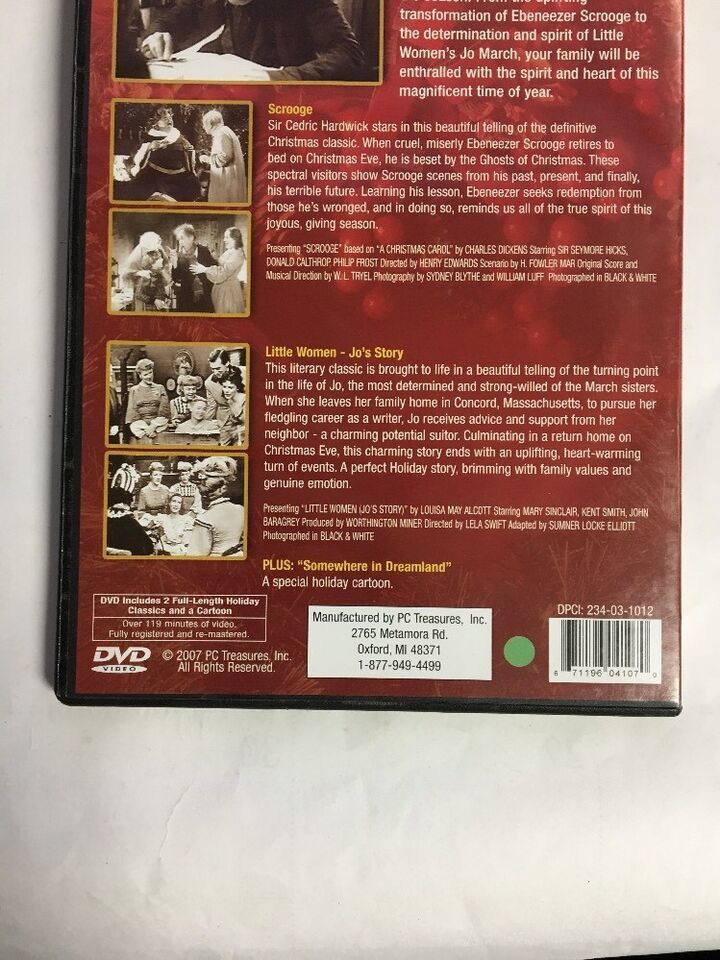 transformation of Ebeneezer Scrooge to
the determination and spirit of Little
Women's Jo March, your family will be
enthralled with the spirit and heart of this
magnificent time of year.
Scrooge
Sir Cedric Hardwick stars in this beautiful telling of the definitive
Christmas classic. When cruel, miserly Ebeneezer Scrooge retires to
bed on Christmas Eve, he is beset by the Ghosts of Christmas. These
spectral visitors show Scrooge scenes from his past, present, and finally,
his terrible future. Learning his lesson, Ebeneezer seeks redemption from
those he's wronged, and in doing so, reminds us all of the true spirit of this
joyous, giving season.
Presenting "SCROOGE" based on "A CHRISTMAS CAROL" by CHARLES DICKENS Starring SIR SEYMORE HICKS,
DONALD CALTHROP, PHILIP FROST Directed by HENRY EDWARDS Scenario by H. FOWLER MAR Original Score and
Musical Direction by W. L. TRYEL Photography by SYDNEY BLYTHE and WILLIAM LUFF Photographed in BLACK & WHITE
Little Women - Jo's Story
This literary classic is brought to life in a beautiful telling of the turning point
in the life of Jo, the most determined and strong-willed of the March sisters.
When she leaves her family home in Concord, Massachusetts, to pursue her
fledgling career as a writer, Jo receives advice and support from her
neighbor - a charming potential suitor. Culminating in a return home on
Christmas Eve, this charming story ends with an uplifting, heart-warming
turn of events. A perfect Holiday story, brimming with family values and
genuine emotion.
Presenting "LITTLE WOMEN (JO'S STORY)" by LOUISA MAY ALCOTT Starring MARY SINCLAIR, KENT SMITH, JOHN
BARAGREY Produced by WORTHINGTON MINER Directed by LELA SWIFT Adapted by SUMNER LOCKE ELLIOTT
Photographed in BLACK & WHITE
PLUS: "Somewhere in Dreamland"
A special holiday cartoon.
DVD Includes 2 Full-Length Holiday
Classics and a Cartoon
Over 119 minutes of video.
Fully registered and re-mastered.
DVD
VIDEO
© 2007 PC Treasures, Inc.
All Rights Reserved.
Manufactured by PC Treasures, Inc.
2765 Metamora Rd.
Oxford, MI 48371
1-877-949-4499
DPCI: 234-03-1012
6 71196 04107 0